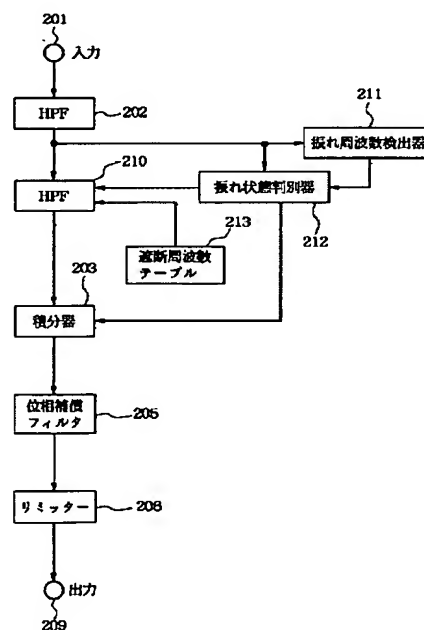 201
入力
HPF
202
211
振れ周波数検出器
210
HPF
振れ状態判別器
212
213
遮断周波数
テーブル
203
積分器
位相補償
フィルタ
205
リミッター
208
出力
209